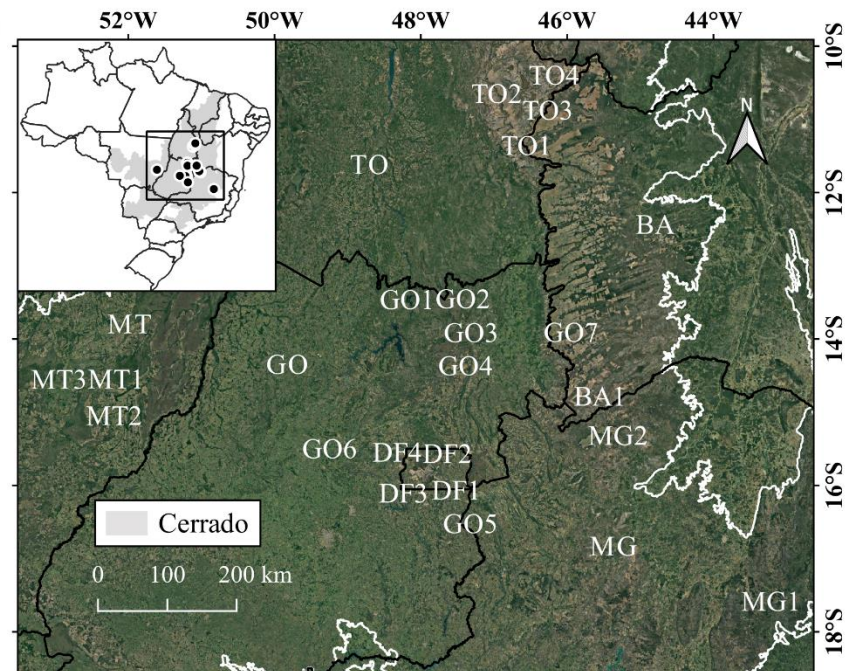 52°W 50°W 48°W 46°W 44°W
10°S
N
TO4
TO2
TO3
TO1
TO
12°S
BA
GO1 GO2
MT
GO3 GO7
14°S
GO GO4
MT3 MT1
BA1
MT2
MG2
GO6 DF4 DF2
DF3 DF1
16°S
GO5
Cerrado
MG
0 100 200 km
MG1
18°S